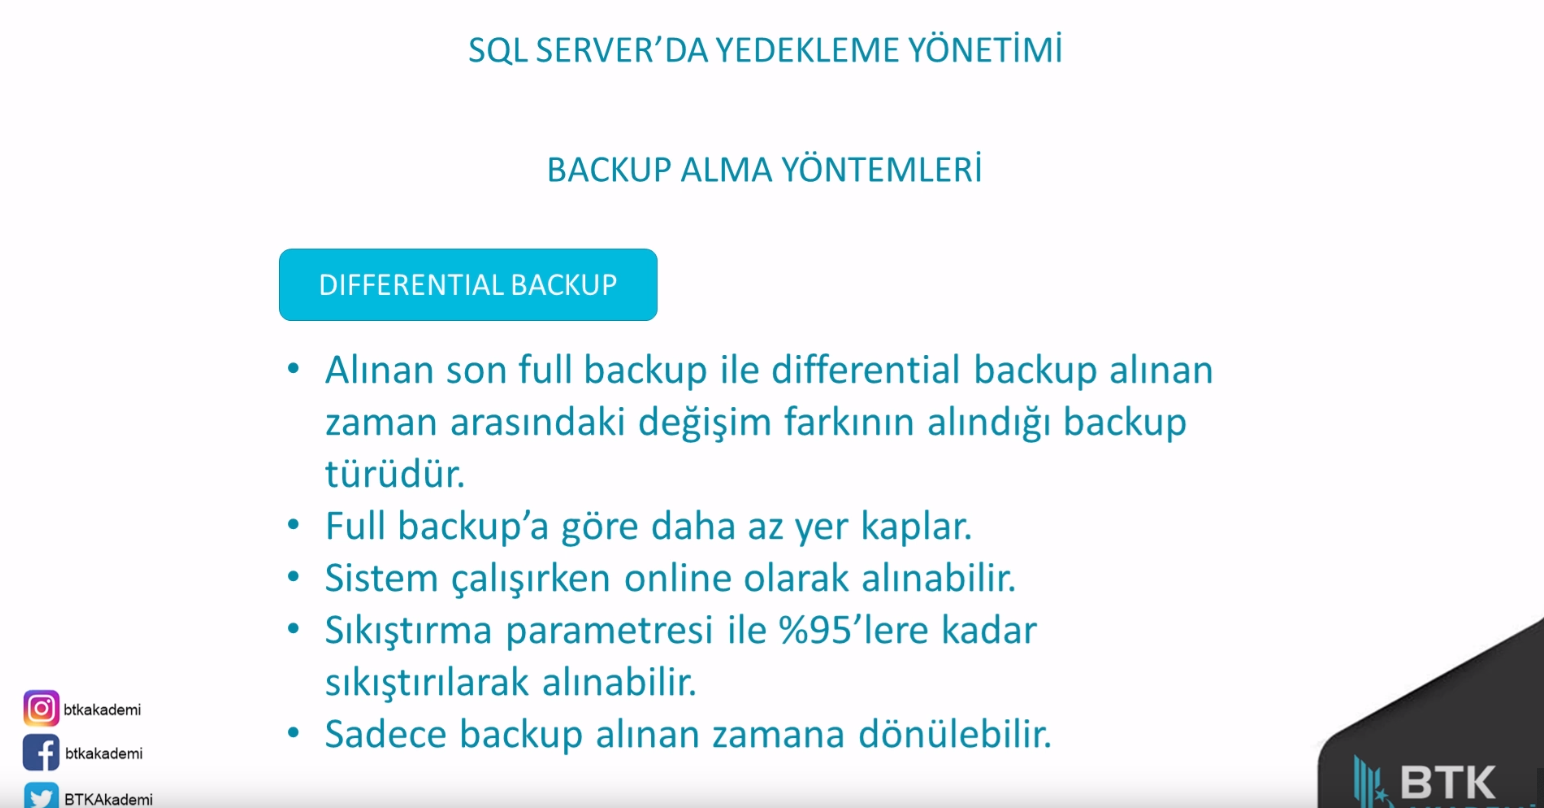 SQL SERVER’DA YEDEKLEME YÖNETİMİ
BACKUP ALMA YÖNTEMLERİ
DIFFERENTIAL BACKUP
• Alınan son full backup ile differential backup alınan
zaman arasındaki değişim farkının alındığı backup
türüdür.
• Full backup’a göre daha az yer kaplar.
• Sistem çalışırken online olarak alınabilir.
• Sıkıştırma parametresi ile %95’lere kadar
sıkıştırılarak alınabilir.
• Sadece backup alınan zamana dönülebilir.
btkakademi
btkakademi
BTKAkademi
BTK